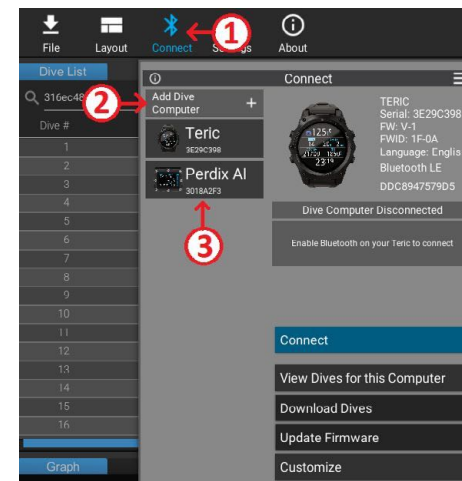 File
Layout
Connect
Settings
About
1
Dive List
Connect
316ec48
2
Add Dive
Computer
+
Dive #
Teric
3E29C398
Perdix AI
3018A2F3
3
TERIC
Serial: 3E29C398
FW: V-1
FWID: 1F-0A
Language: Englis
Bluetooth LE
DDC8947579D5
Dive Computer Disconnected
Enable Bluetooth on your Teric to connect
1
2
3
4
5
6
7
8
9
10
11
12
13
14
15
16
Connect
View Dives for this Computer
Download Dives
Update Firmware
Customize
Graph